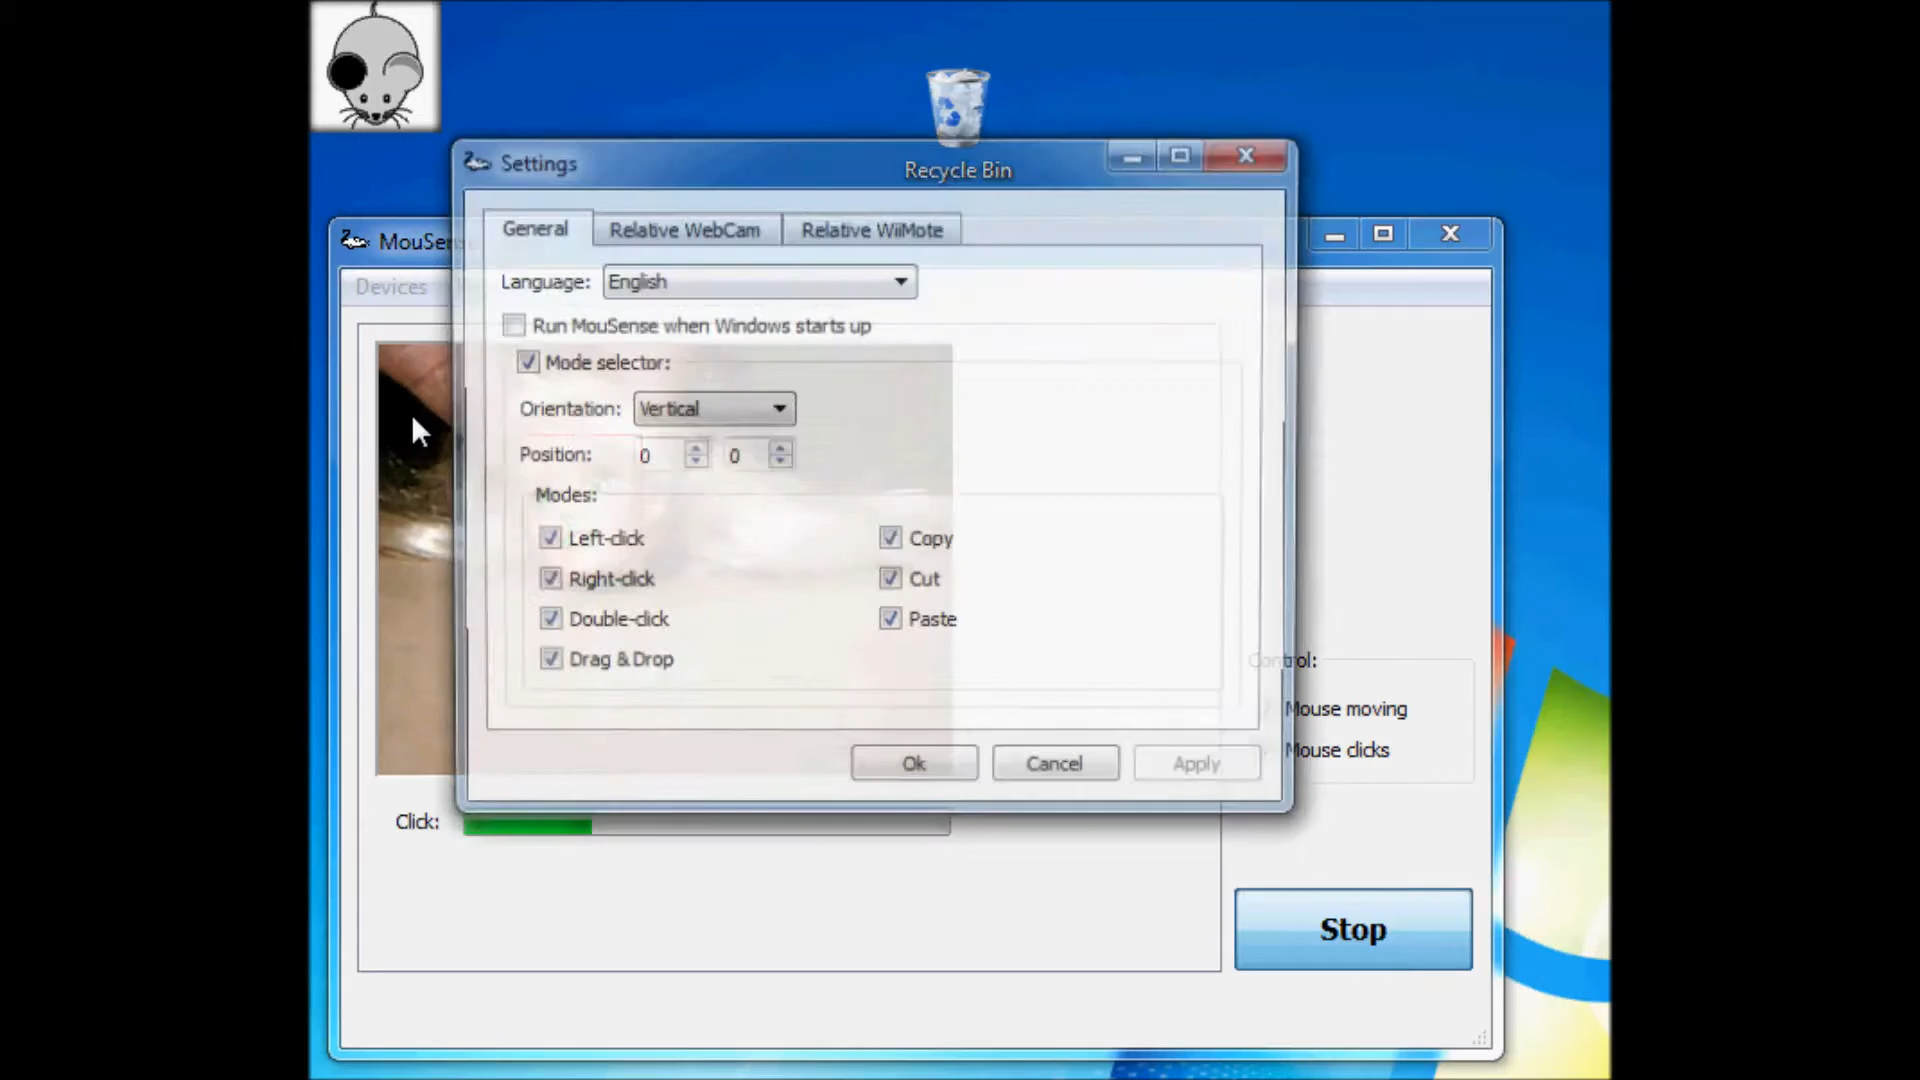 Recycle Bin
Settings
MouSen
Devices
General
Relative WebCam
Relative WiiMote
Language:
English
Run MouSense when Windows starts up
Mode selector:
Orientation:
Vertical
Position:
0
0
Modes:
Left-click
Copy
Right-click
Cut
Double-click
Paste
Drag & Drop
Control:
Mouse moving
Mouse clicks
Ok
Cancel
Apply
Click:
Stop